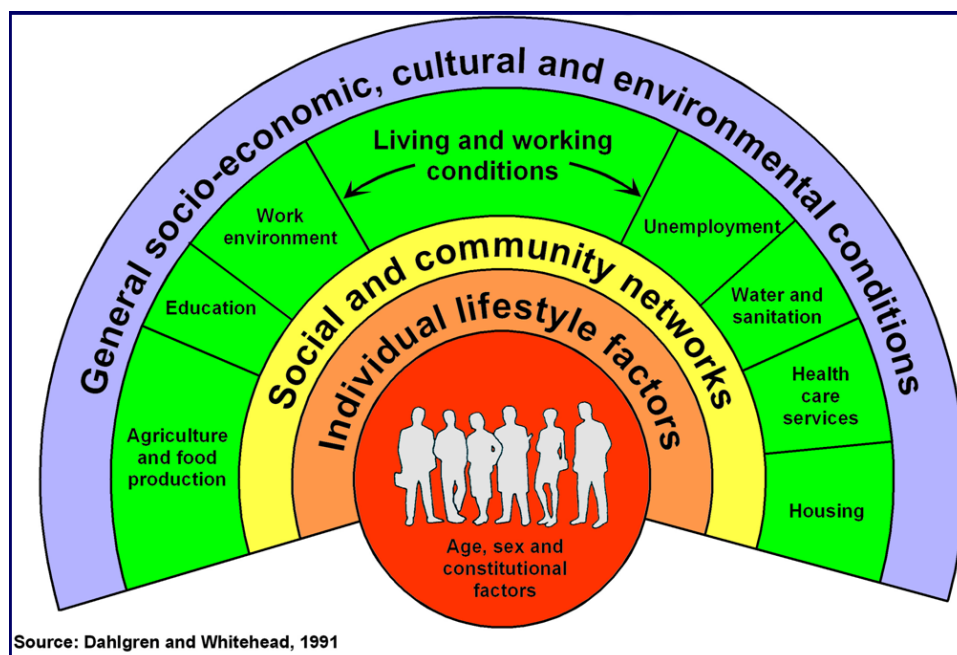 General socio-economic, cultural and environmental conditions
Living and working
conditions
Agriculture
and food
production
Education
Work
environment
Unemployment
Water and
sanitation
Health
care
services
Housing
Social and community networks
Individual lifestyle factors
Age, sex and
constitutional
factors
Source: Dahlgren and Whitehead, 1991